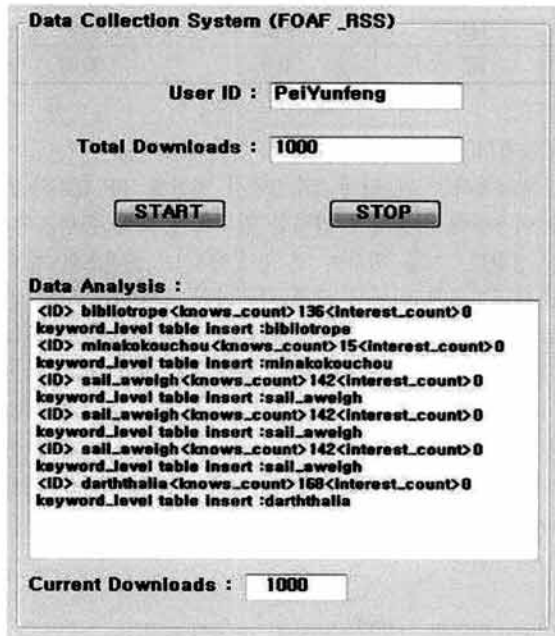 Data Collection System (FOAF _RSS)
User ID : PeiYunfeng
Total Downloads : 1000
START STOP
Data Analysis :
<ID> bibliotrope<knows_count>136<interest_count>0
keyword_level table insert :bibliotrope
<ID> minakokouchou<knows_count>15<interest_count>0
keyword_level table insert :minakokouchou
<ID> sail_aweigh<knows_count>142<interest_count>0
keyword_level table insert :sail_aweigh
<ID> sail_aweigh<knows_count>142<interest_count>0
keyword_level table insert :sail_aweigh
<ID> sail_aweigh<knows_count>142<interest_count>0
keyword_level table insert :sail_aweigh
<ID> darththalia<knows_count>168<interest_count>0
keyword_level table insert :darththalia
Current Downloads : 1000